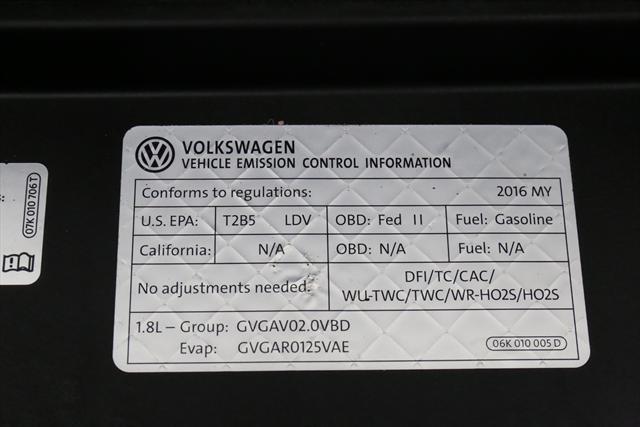 07K 010 706 T
VOLKSWAGEN
VEHICLE EMISSION CONTROL INFORMATION
Conforms to regulations: 2016 MY
U.S. EPA: T2B5 LDV OBD: Fed II Fuel: Gasoline
California: N/A OBD: N/A Fuel: N/A
No adjustments needed.
DFI/TC/CAC/
WU-TWC/TWC/WR-HO2S/HO2S
1.8L – Group: GVGAV02.0VBD
Evap: GVGAR0125VAE
06K 010 005 D